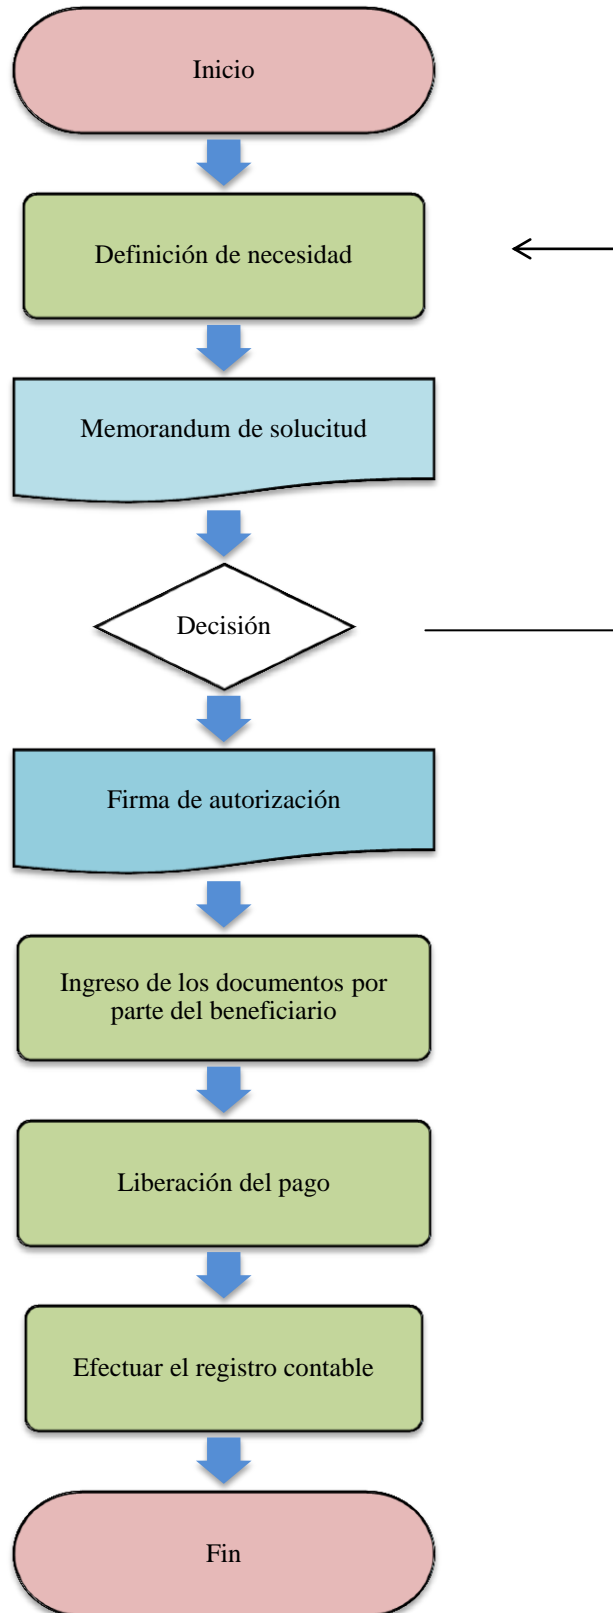 Inicio
Definición de necesidad
Memorandum de solucitud
Decisión
Firma de autorización
Ingreso de los documentos por
parte del beneficiario
Liberación del pago
Efectuar el registro contable
Fin